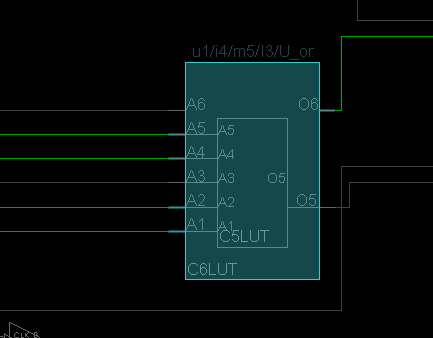 u1/i4/m5/I3/U_or
A6 O6
A5 A5
A4 A4
A3 A3 O5
A2 A2 O5
A1 A1
C5LUT
C6LUT
CLK B